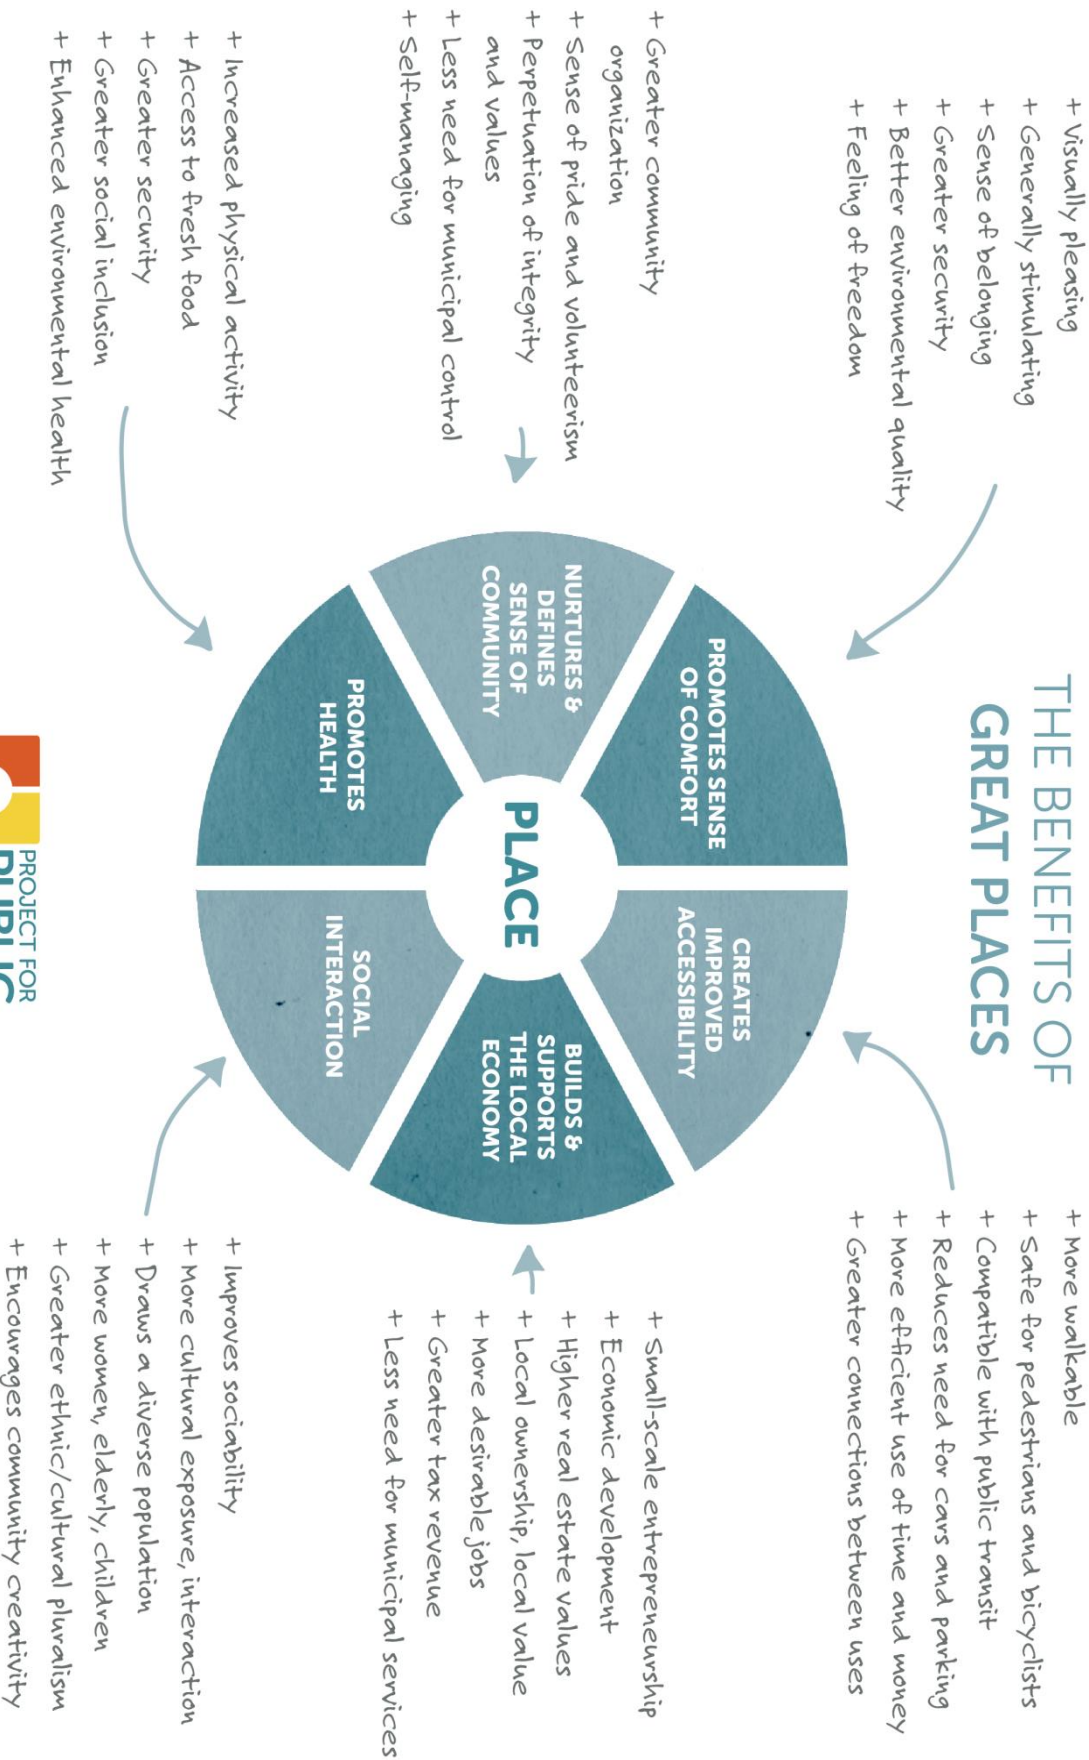 THE BENEFITS OF
GREAT PLACES
+ Visually pleasing
+ Generally stimulating
+ Sense of belonging
+ Greater security
+ Better environmental quality
+ Feeling of freedom
+ More walkable
+ Safe for pedestrians and bicyclists
+ Compatible with public transit
+ Reduces need for cars and parking
+ More efficient use of time and money
+ Greater connections between uses
+ Greater community
organization
+ Sense of pride and volunteerism
+ Perpetuation of integrity
and values
+ Less need for municipal control
+ Self-managing
PROMOTES SENSE
OF COMFORT
CREATES
IMPROVED
ACCESSIBILITY
NURTURES &
DEFINES
SENSE OF
COMMUNITY
PLACE
BUILDS &
SUPPORTS
THE LOCAL
ECONOMY
PROMOTES
HEALTH
SOCIAL
INTERACTION
+ Small-scale entrepreneurship
+ Economic development
+ Higher real estate values
+ Local ownership, local value
+ More desirable jobs
+ Greater tax revenue
+ Less need for municipal services
+ Increased physical activity
+ Access to fresh food
+ Greater security
+ Greater social inclusion
+ Enhanced environmental health
+ Improves sociability
+ More cultural exposure, interaction
+ Draws a diverse population
+ More women, elderly, children
+ Greater ethnic/cultural pluralism
+ Encourages community creativity
PROJECT FOR
PUBLIC